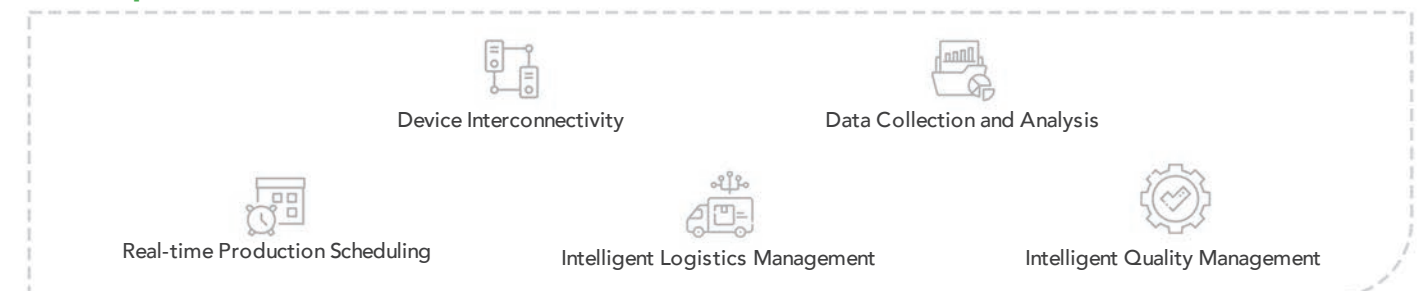 Device Interconnectivity
Data Collection and Analysis
Real-time Production Scheduling
Intelligent Logistics Management
Intelligent Quality Management